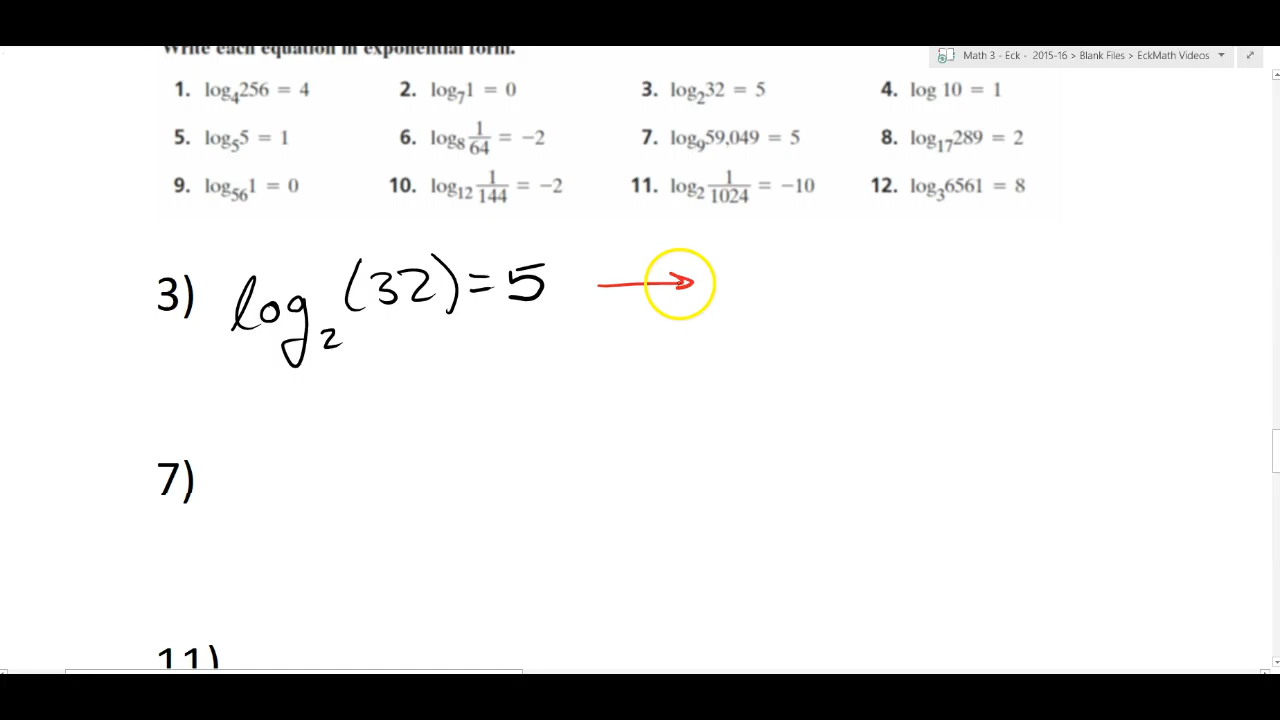 Write each equation in exponential form.
Math 3 - Eck - 2015-16 > Blank Files > EckMath Videos
1. log₄256 = 4 2. log₇1 = 0 3. log₂32 = 5 4. log 10 = 1
5. log₅5 = 1 6. log₈ 1/64 = −2 7. log₉59,049 = 5 8. log₁₇289 = 2
9. log₅₆1 = 0 10. log₁₂ 1/144 = −2 11. log₂ 1/1024 = −10 12. log₃6561 = 8
3) log₂(32) = 5 →
7)
11)